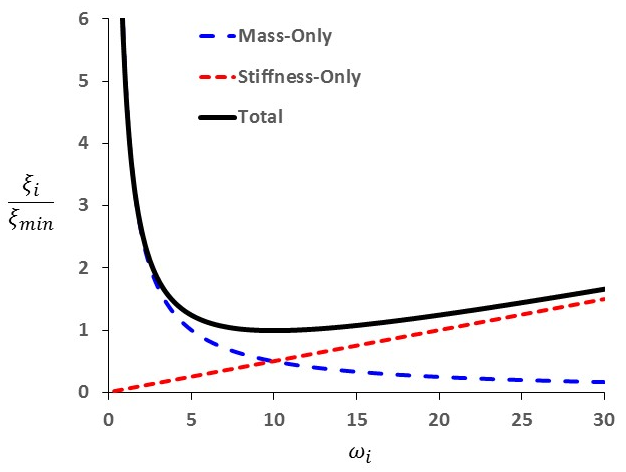 6
Mass-Only
5
Stiffness-Only
4
Total
ξi
ξmin
3
2
1
0
0 5 10 15 20 25 30
ωi